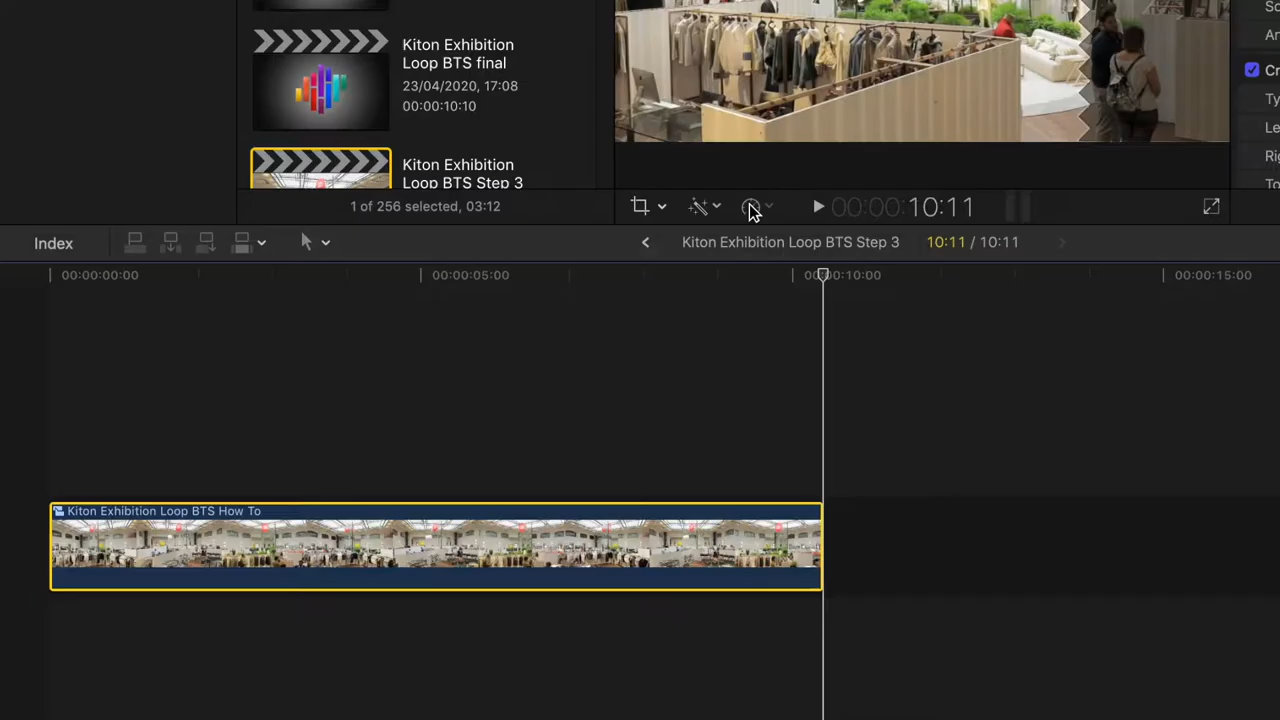 Kiton Exhibition
Loop BTS final
23/04/2020, 17:08
00:00:10:10
Kiton Exhibition
Loop BTS Step 3
1 of 256 selected, 03:12
00:00:10:11
Index
Kiton Exhibition Loop BTS Step 3
10:11 / 10:11
00:00:00:00
00:00:05:00
00:00:10:00
00:00:15:00
Kiton Exhibition Loop BTS How To